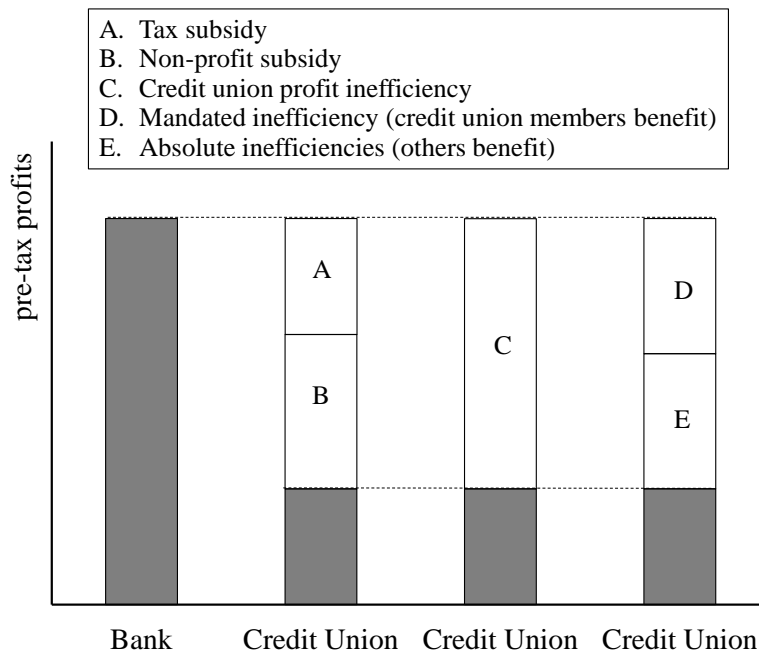 A. Tax subsidy
B. Non-profit subsidy
C. Credit union profit inefficiency
D. Mandated inefficiency (credit union members benefit)
E. Absolute inefficiencies (others benefit)
pre-tax profits
A
B
C
D
E
Bank
Credit Union
Credit Union
Credit Union